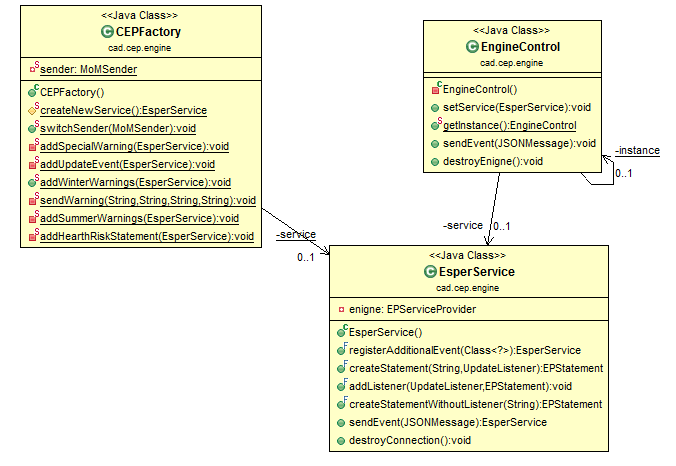 <<Java Class>>
CEPFactory
cad.cep.engine
sender: MoMSender
CEPFactory()
createNewService():EsperService
switchSender(MoMSender):void
addSpecialWarning(EsperService):void
addUpdateEvent(EsperService):void
addWinterWarnings(EsperService):void
sendWarning(String,String,String,String):void
addSummerWarnings(EsperService):void
addHearthRiskStatement(EsperService):void
<<Java Class>>
EngineControl
cad.cep.engine
EngineControl()
setService(EsperService):void
getInstance():EngineControl
sendEvent(JSONMessage):void
destroyEnigne():void
-instance
0..1
-service
0..1
-service
0..1
<<Java Class>>
EsperService
cad.cep.engine
enigne: EPServiceProvider
EsperService()
registerAdditionalEvent(Class<?>):EsperService
createStatement(String,UpdateListener):EPStatement
addListener(UpdateListener,EPStatement):void
createStatementWithoutListener(String):EPStatement
sendEvent(JSONMessage):EsperService
destroyConnection():void